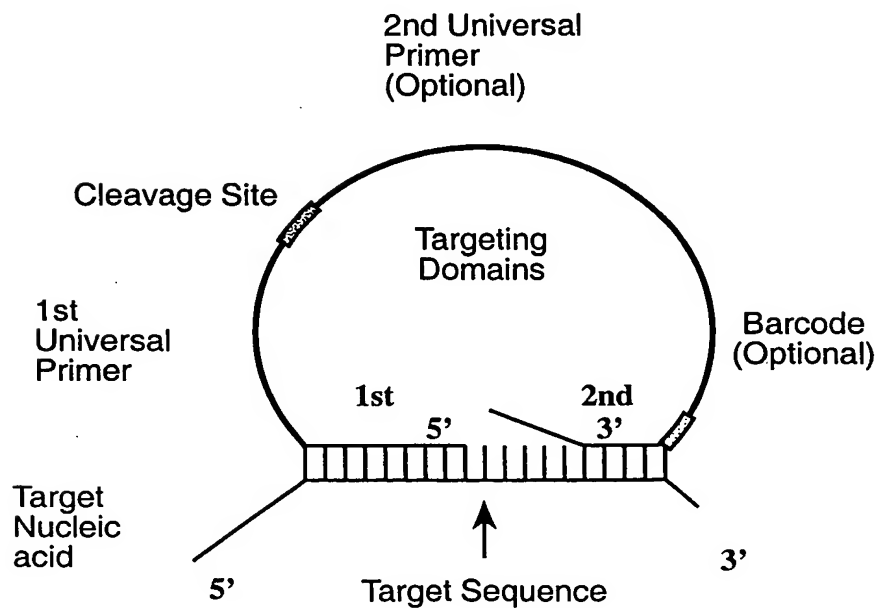 2nd Universal
Primer
(Optional)
Cleavage Site
Targeting
Domains
1st
Universal
Primer
Barcode
(Optional)
1st
2nd
5’
3’
Target
Nucleic
acid
5’
Target Sequence
3’